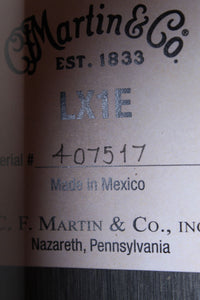 Martin & Co.
EST. 1833
LX1E
erial # 407517
Made in Mexico
C. F. MARTIN & CO., INC
Nazareth, Pennsylvania